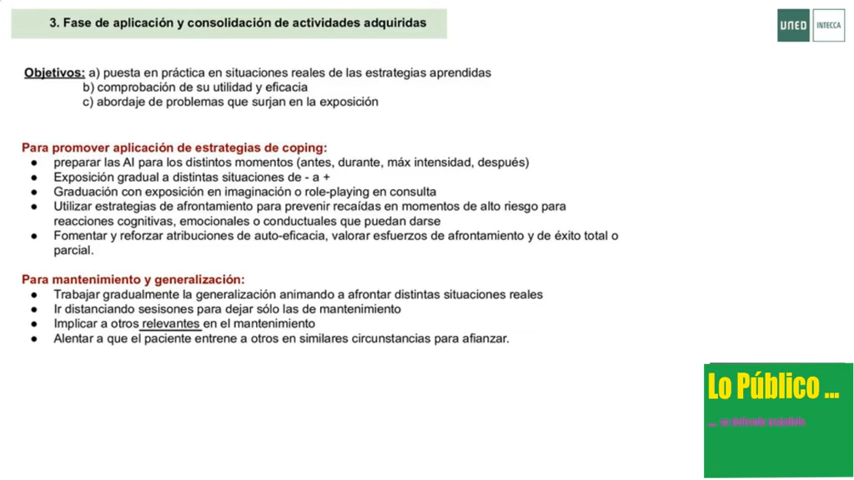 3. Fase de aplicación y consolidación de actividades adquiridas
UNED
INTECCA
Objetivos: a) puesta en práctica en situaciones reales de las estrategias aprendidas
b) comprobación de su utilidad y eficacia
c) abordaje de problemas que surjan en la exposición
Para promover aplicación de estrategias de coping:
● preparar las AI para los distintos momentos (antes, durante, máx intensidad, después)
● Exposición gradual a distintas situaciones de - a +
● Graduación con exposición en imaginación o role-playing en consulta
● Utilizar estrategias de afrontamiento para prevenir recaídas en momentos de alto riesgo para
reacciones cognitivas, emocionales o conductuales que puedan darse
● Fomentar y reforzar atribuciones de auto-eficacia, valorar esfuerzos de afrontamiento y de éxito total o
parcial.
Para mantenimiento y generalización:
● Trabajar gradualmente la generalización animando a afrontar distintas situaciones reales
● Ir distanciando sesisones para dejar sólo las de mantenimiento
● Implicar a otros relevantes en el mantenimiento
● Alentar a que el paciente entrene a otros en similares circunstancias para afianzar.
Lo Público ...